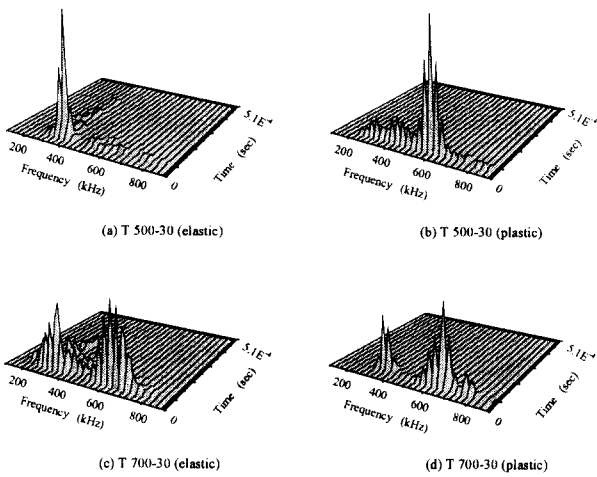 5.1E-4
200
400
600
800
0
Frequency (kHz)
Time (sec)
(a) T 500-30 (elastic)
5.1E-4
200
400
600
800
0
Frequency (kHz)
Time (sec)
(b) T 500-30 (plastic)
5.1E-4
200
400
600
800
0
Frequency (kHz)
Time (sec)
(c) T 700-30 (elastic)
5.1E-4
200
400
600
800
0
Frequency (kHz)
Time (sec)
(d) T 700-30 (plastic)